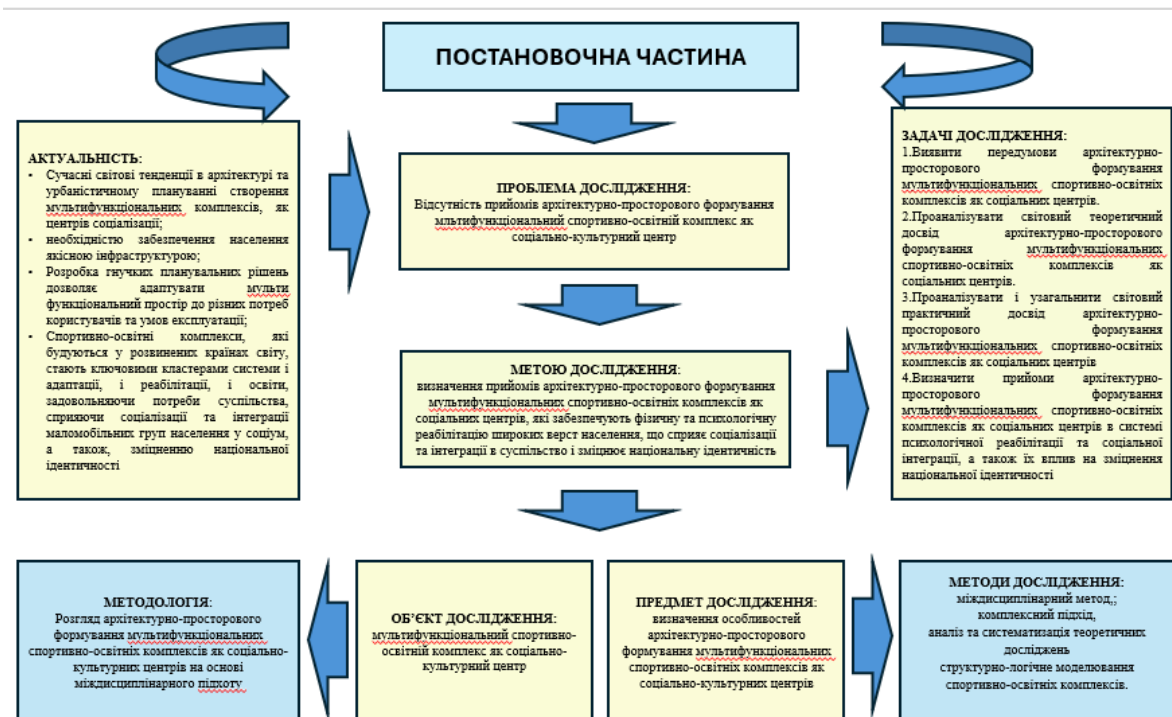 ПОСТАНОВОЧНА ЧАСТИНА
АКТУАЛЬНІСТЬ:
• Сучасні світові тенденції в архітектурі та
урбаністичному плануванні створення
мультифункціональних комплексів, як
центрів соціалізації;
• необхідністю забезпечення населення
якісною інфраструктурою;
• Розробка гнучких планувальних рішень
дозволяє адаптувати мульти
функціональний простір до різних потреб
користувачів та умов експлуатації;
• Спортивно-освітні комплекси, які
будуються у розвинених країнах світу,
стають ключовими кластерами системи і
адаптації, і реабілітації, і освіти,
задовольняючи потреби суспільства,
сприяючи соціалізації та інтеграції
маломобільних груп населення у соціум,
а також, зміцненню національної
ідентичності
ПРОБЛЕМА ДОСЛІДЖЕННЯ:
Відсутність прийомів архітектурно-просторового формування
мльтифункціональний спортивно-освітній комплекс як
соціально-культурний центр
МЕТОЮ ДОСЛІДЖЕННЯ:
визначення прийомів архітектурно-просторового формування
мультифункціональних спортивно-освітніх комплексів як
соціальних центрів, які забезпечують фізичну та психологічну
реабілітацію широких верст населення, що сприяє соціалізації
та інтеграції в суспільство і зміцнює національну ідентичність
ЗАДАЧІ ДОСЛІДЖЕННЯ:
1.Виявити передумови архітектурно-
просторового формування
мультифункціональних спортивно-освітніх
комплексів як соціальних центрів.
2.Проаналізувати світовий теоретичний
досвід архітектурно-просторового
формування мультифункціональних
спортивно-освітніх комплексів як
соціальних центрів.
3.Проаналізувати і узагальнити світовий
практичний досвід архітектурно-
просторового формування
мультифункціональних спортивно-освітніх
комплексів як соціальних центрів
4.Визначити прийоми архітектурно-
просторового формування
мультифункціональних спортивно-освітніх
комплексів як соціальних центрів в системі
психологічної реабілітації та соціальної
інтеграції, а також їх вплив на зміцнення
національної ідентичності
МЕТОДОЛОГІЯ:
Розгляд архітектурно-просторового
формування мультифункціональних
спортивно-освітніх комплексів як соціально-
культурних центрів на основі
міждисциплінарного підхоту
ОБ’ЄКТ ДОСЛІДЖЕННЯ:
мультифункціональний спортивно-
освітній комплекс як соціально-
культурний центр
ПРЕДМЕТ ДОСЛІДЖЕННЯ:
визначення особливостей
архітектурно-просторового
формування мультифункціональних
спортивно-освітніх комплексів як
соціально-культурних центрів
МЕТОДИ ДОСЛІДЖЕННЯ:
міждисциплінарний метод,;
комплексний підхід,
аналіз та систематизація теоретичних
досліджень
структурно-логічне моделювання
спортивно-освітніх комплексів.